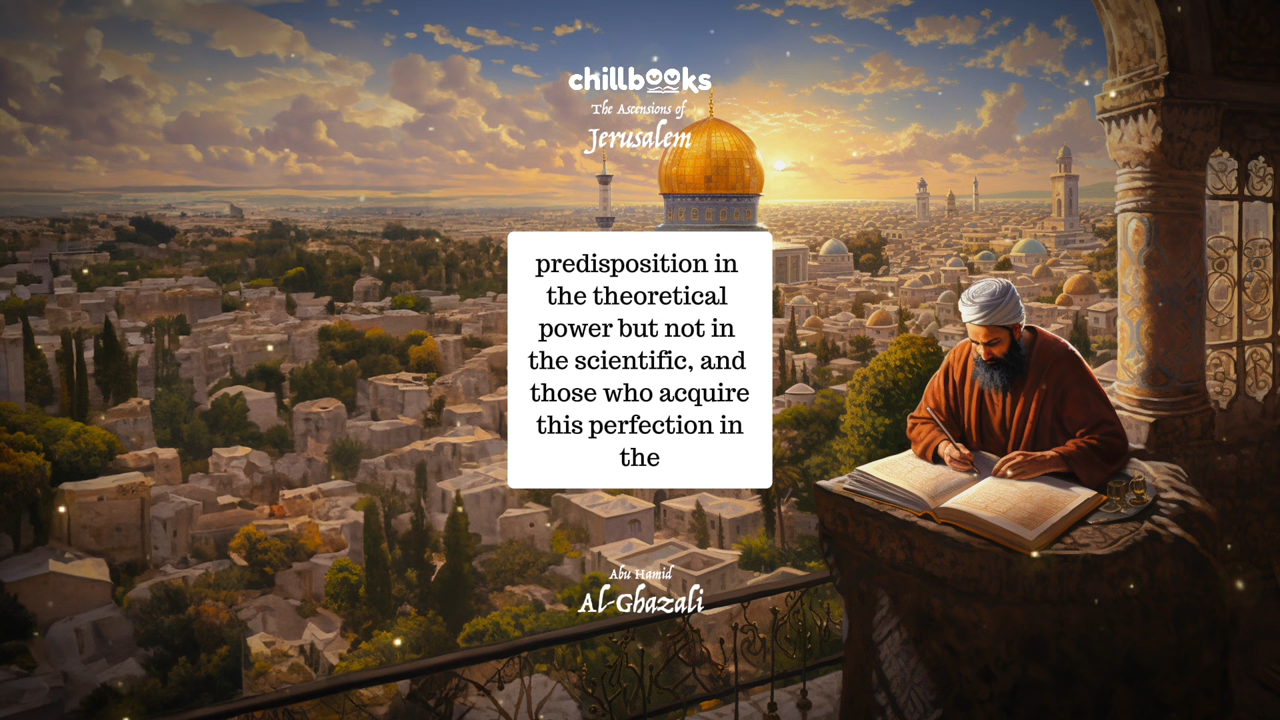 chillbooks
The Ascensions of
Jerusalem
predisposition in
the theoretical
power but not in
the scientific, and
those who acquire
this perfection in
the
Abu Hamid
Al-Ghazali